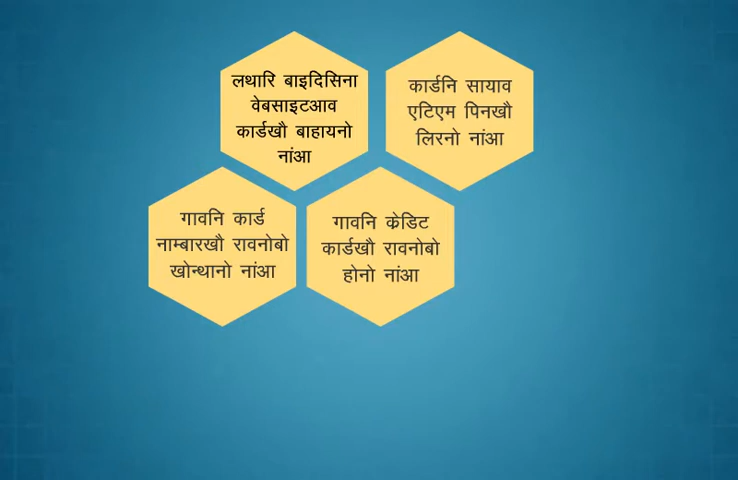 लथारि बाइदिसिना
वेबसाइटआव
कार्डखौ बाहायनो
नांआ
कार्डनि सायाव
एटिएम पिनखौ
लिरनो नांआ
गावनि कार्ड
नाम्बारखौ रावनोबो
खोन्थानो नांआ
गावनि क्रेडिट
कार्डखौ रावनोबो
होनो नांआ